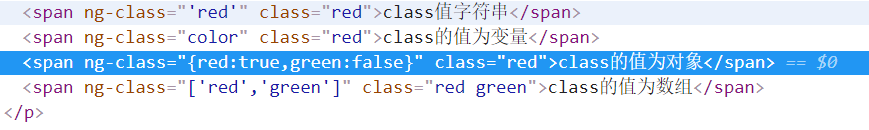 <span ng-class="'red'" class="red">class值字符串</span>
<span ng-class="color" class="red">class的值为变量</span>
<span ng-class="{red:true,green:false}" class="red">class的值为对象</span> == $0
<span ng-class="['red','green']" class="red green">class的值为数组</span>
</p>